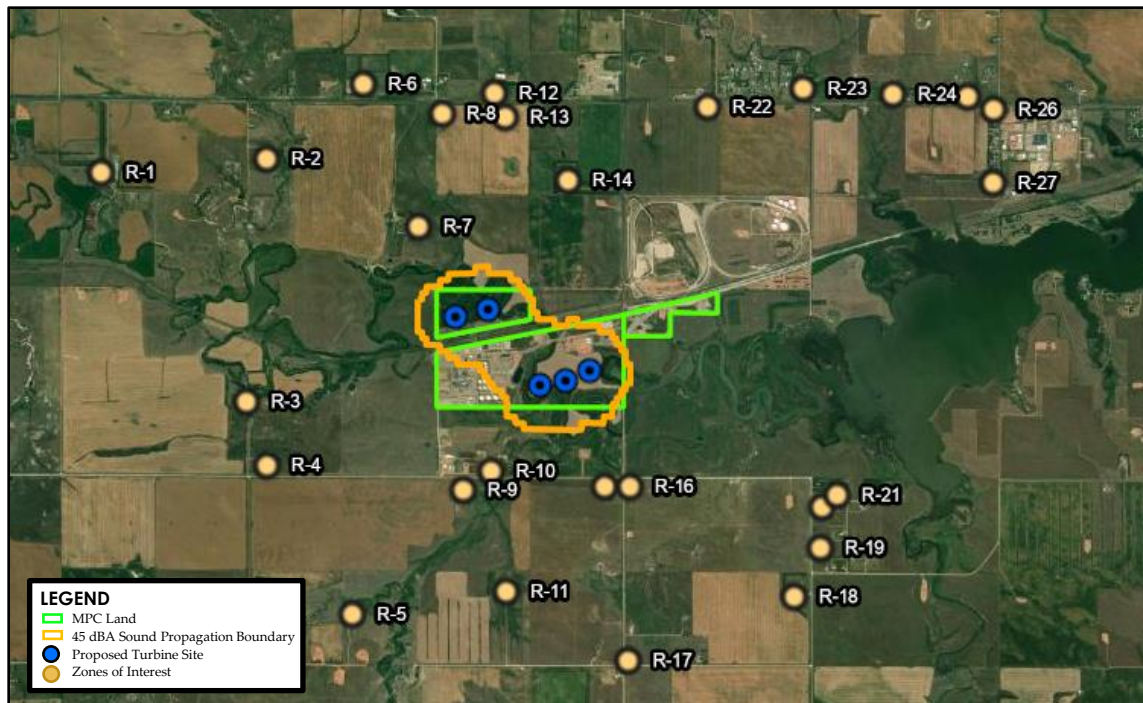 R-6
R-12
R-23
R-24
R-8
R-13
R-22
R-26
R-2
R-1
R-14
R-27
R-7
R-3
R-4
R-10
R-9
R-16
R-21
R-19
R-11
R-18
R-5
R-17
LEGEND
MPC Land
45 dBA Sound Propagation Boundary
Proposed Turbine Site
Zones of Interest